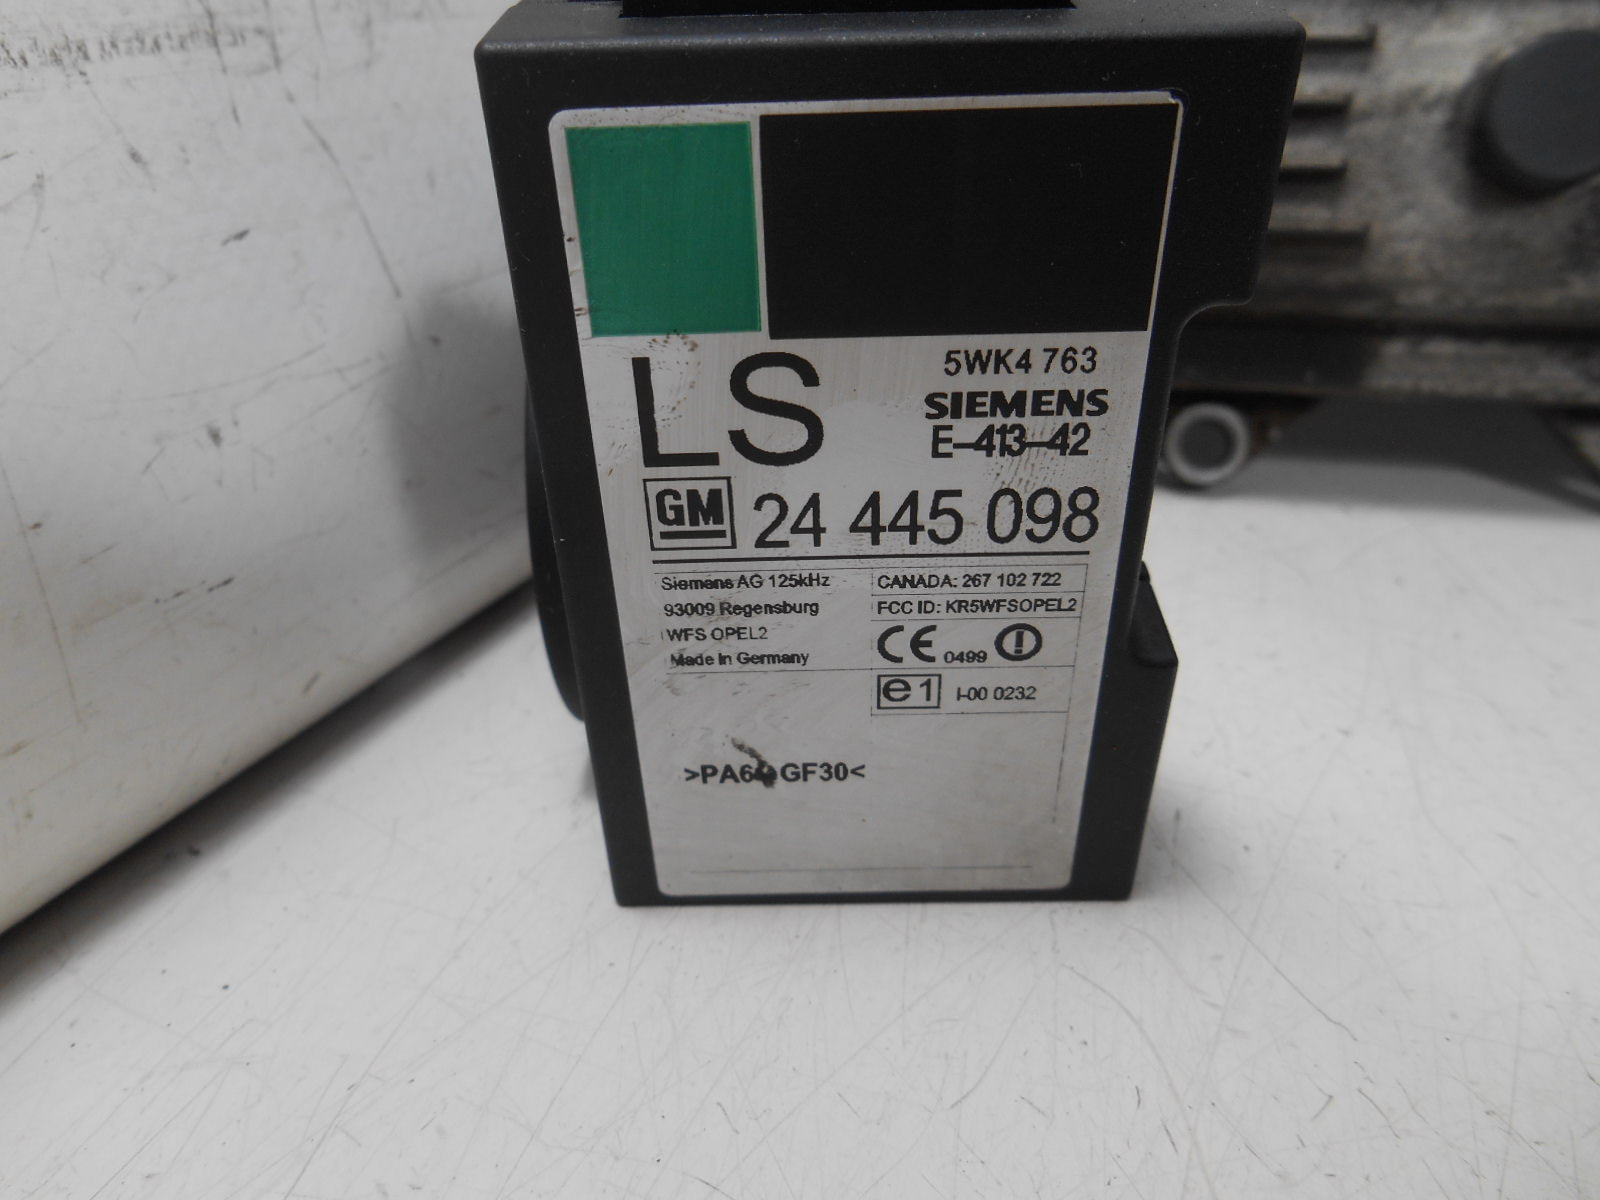 LS
5WK4 763
SIEMENS
E-413-42
GM 24 445 098
Siemens AG 125kHz
93009 Regensburg
WFS OPEL2
Made in Germany
CANADA: 267 102 722
FCC ID: KR5WFSOPEL2
CE 0499
e1 I-00 0232
GF30<